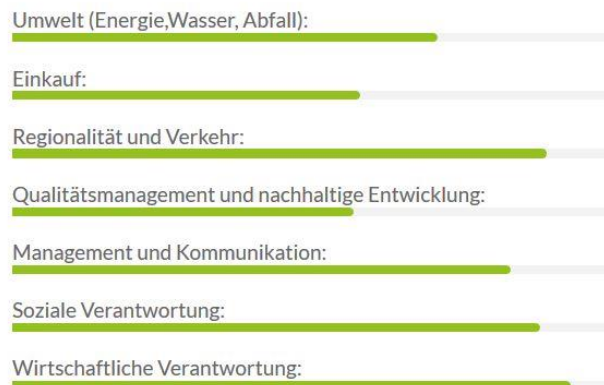 Umwelt (Energie,Wasser, Abfall):
Einkauf:
Regionalität und Verkehr:
Qualitätsmanagement und nachhaltige Entwicklung:
Management und Kommunikation:
Soziale Verantwortung:
Wirtschaftliche Verantwortung: